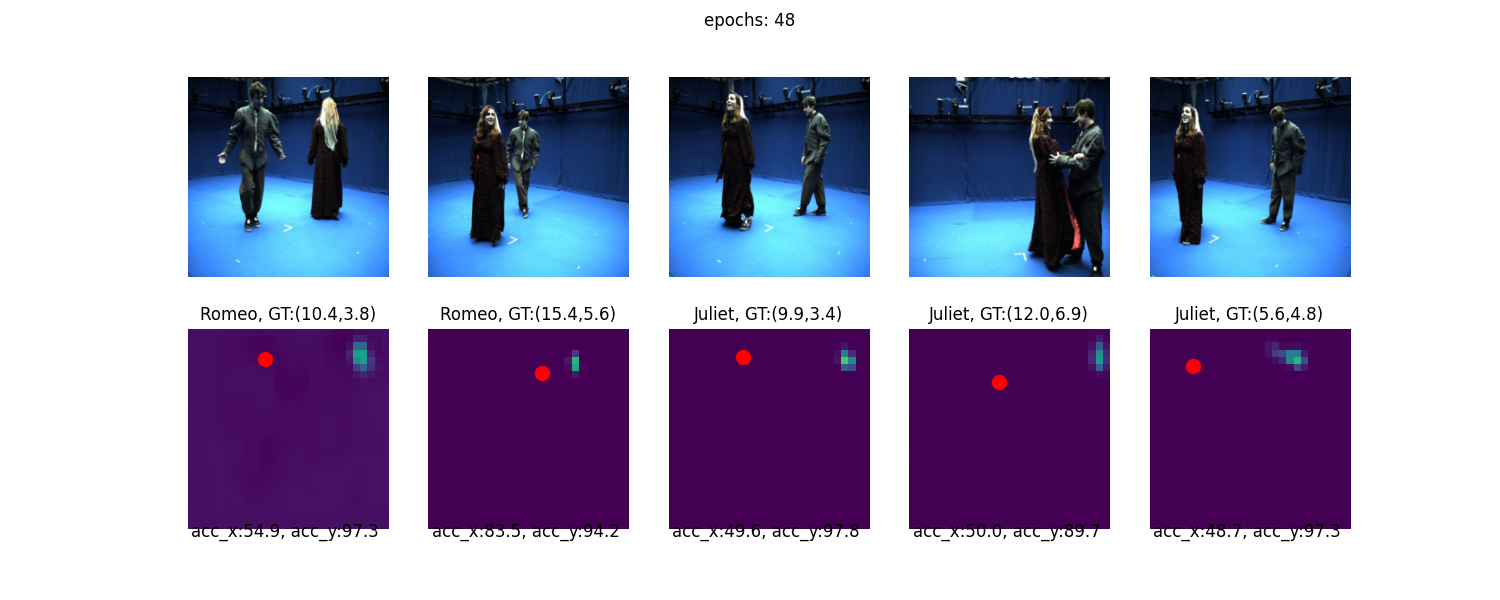 epochs: 48
Romeo, GT:(10.4,3.8)
Romeo, GT:(15.4,5.6)
Juliet, GT:(9.9,3.4)
Juliet, GT:(12.0,6.9)
Juliet, GT:(5.6,4.8)
acc_x:54.9, acc_y:97.3
acc_x:83.5, acc_y:94.2
acc_x:49.6, acc_y:97.8
acc_x:50.0, acc_y:89.7
acc_x:48.7, acc_y:97.3